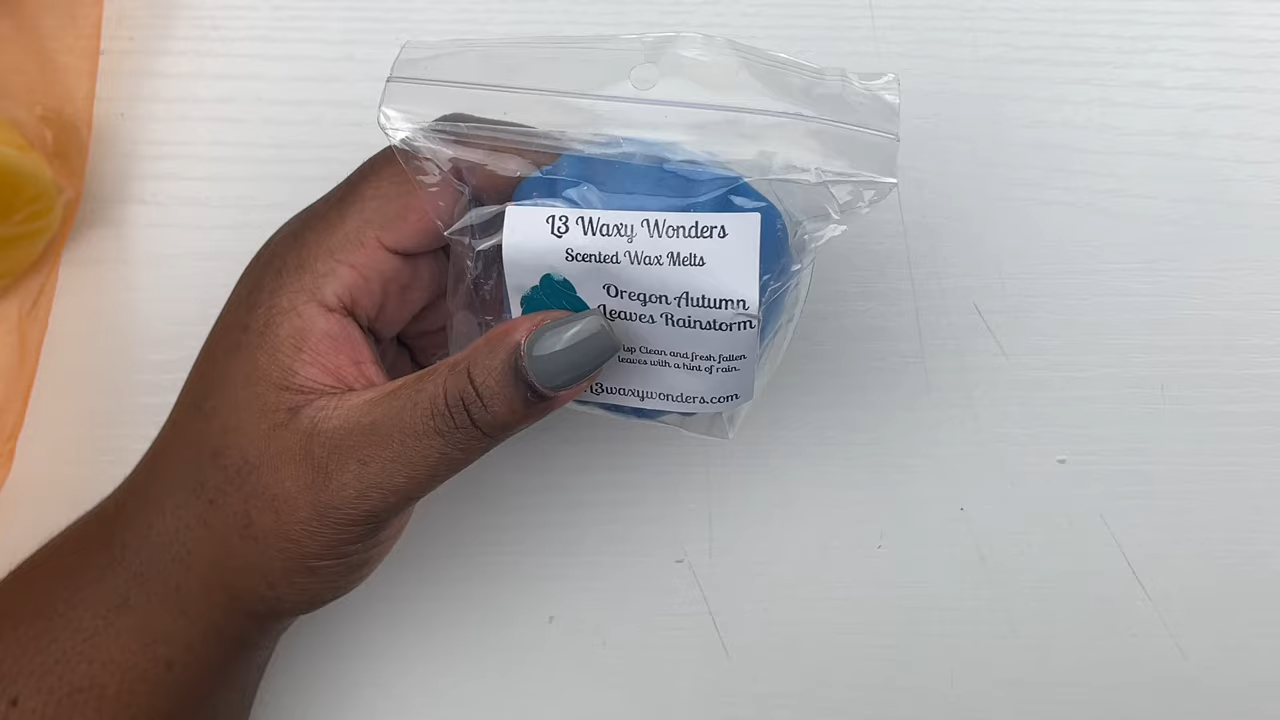 L3 Waxy Wonders
Scented Wax Melts
Oregon Autumn
Leaves Rainstorm
Clean and fresh fallen
leaves with a hint of rain.
L3waxywonders.com